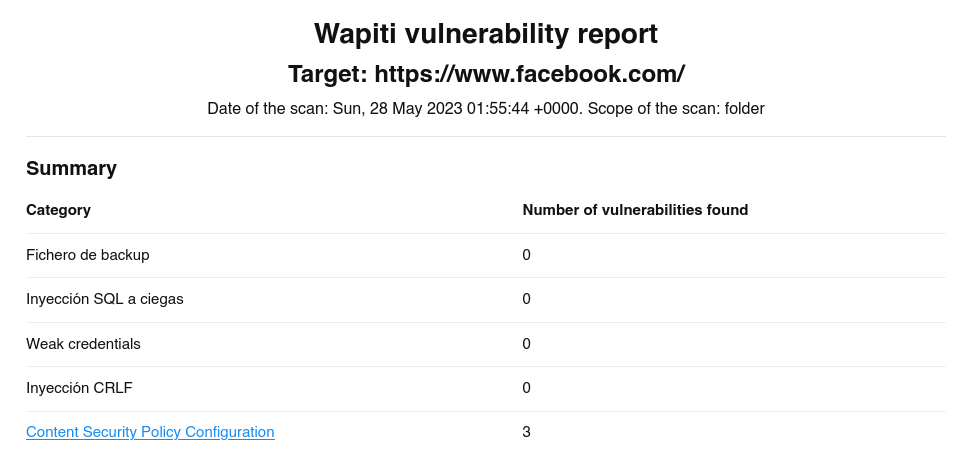 Wapiti vulnerability report
Target: https://www.facebook.com/
Date of the scan: Sun, 28 May 2023 01:55:44 +0000. Scope of the scan: folder
Summary
Category Number of vulnerabilities found
Fichero de backup 0
Inyección SQL a ciegas 0
Weak credentials 0
Inyección CRLF 0
Content Security Policy Configuration 3